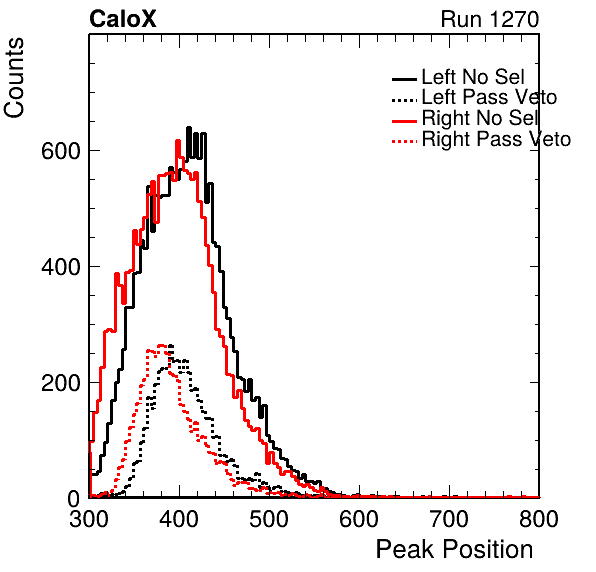 CaloX Run 1270
Counts
Left No Sel
Left Pass Veto
Right No Sel
Right Pass Veto
600
400
200
0
300 400 500 600 700 800
Peak Position